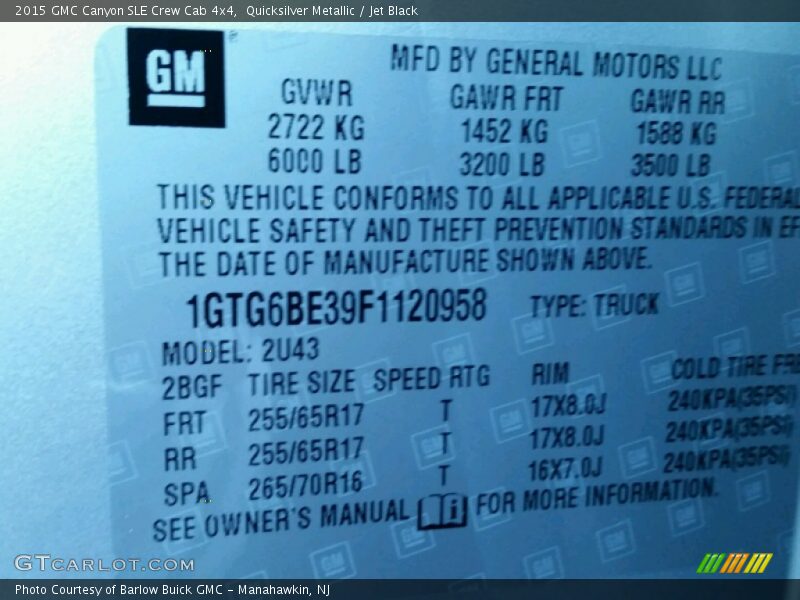 2015 GMC Canyon SLE Crew Cab 4x4, Quicksilver Metallic / Jet Black
GM
MFD BY GENERAL MOTORS LLC
GVWR GAWR FRT GAWR RR
2722 KG 1452 KG 1588 KG
6000 LB 3200 LB 3500 LB
THIS VEHICLE CONFORMS TO ALL APPLICABLE U.S. FEDERAL
VEHICLE SAFETY AND THEFT PREVENTION STANDARDS IN EF
THE DATE OF MANUFACTURE SHOWN ABOVE.
1GTG6BE39F1120958 TYPE: TRUCK
MODEL: 2U43
2BGF TIRE SIZE SPEED RTG RIM COLD TIRE PRE
FRT 255/65R17 T 17X8.0J 240KPA(35PSI)
RR 255/65R17 T 17X8.0J 240KPA(35PSI)
SPA 265/70R16 T 16X7.0J 240KPA(35PSI)
SEE OWNER'S MANUAL i FOR MORE INFORMATION.
GTCARLOT.COM
Photo Courtesy of Barlow Buick GMC – Manahawkin, NJ